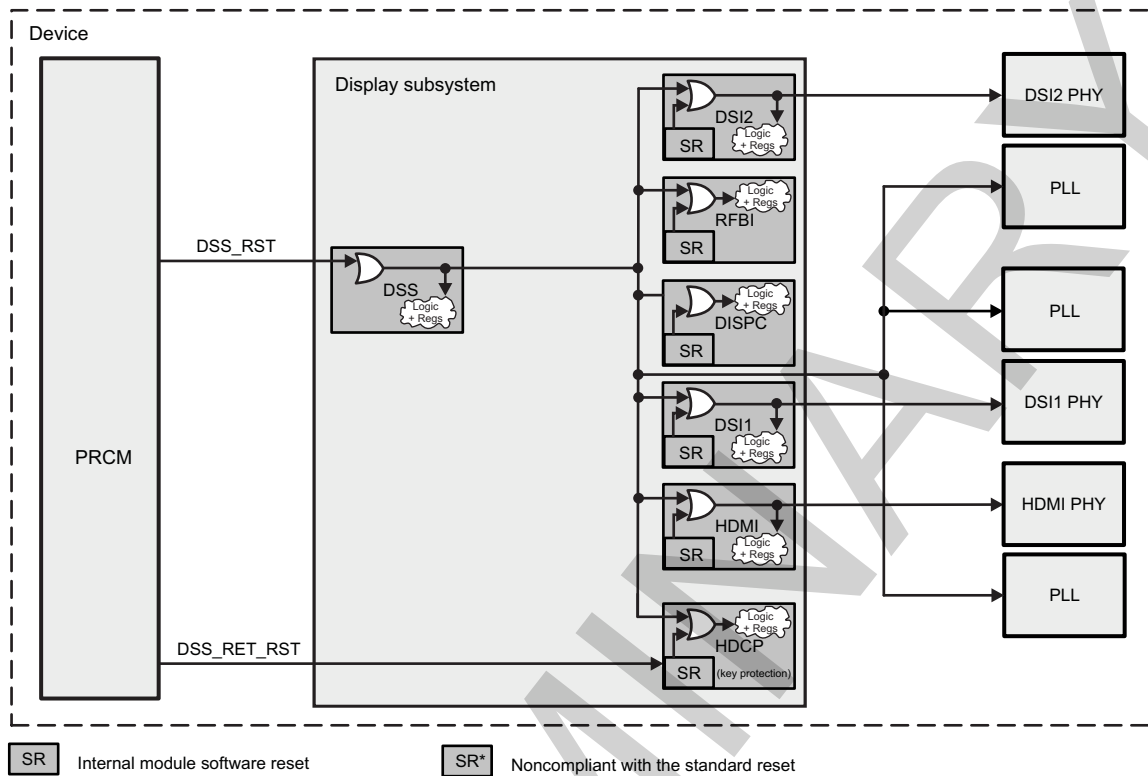 Device
Display subsystem
PRCM
DSS_RST
DSS
Logic
+ Regs
DSI2
SR
Logic
+ Regs
RFBI
SR
Logic
+ Regs
DISPC
SR
Logic
+ Regs
DSI1
SR
Logic
+ Regs
HDMI
SR
Logic
+ Regs
HDCP
SR
(key protection)
Logic
+ Regs
DSS_RET_RST
DSI2 PHY
PLL
PLL
DSI1 PHY
HDMI PHY
PLL
SR Internal module software reset
SR* Noncompliant with the standard reset
MINARY